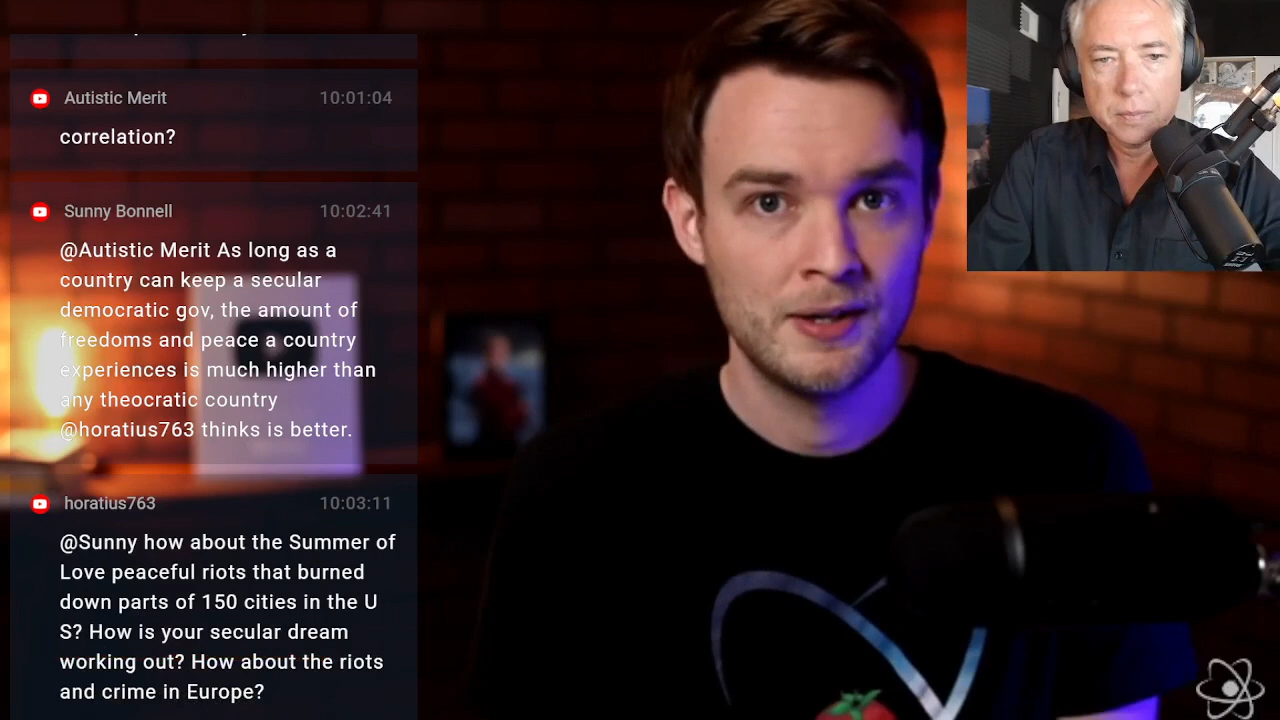 Autistic Merit 10:01:04
correlation?
Sunny Bonnell 10:02:41
@Autistic Merit As long as a
country can keep a secular
democratic gov, the amount of
freedoms and peace a country
experiences is much higher than
any theocratic country
@horatius763 thinks is better.
horatius763 10:03:11
@Sunny how about the Summer of
Love peaceful riots that burned
down parts of 150 cities in the U
S? How is your secular dream
working out? How about the riots
and crime in Europe?